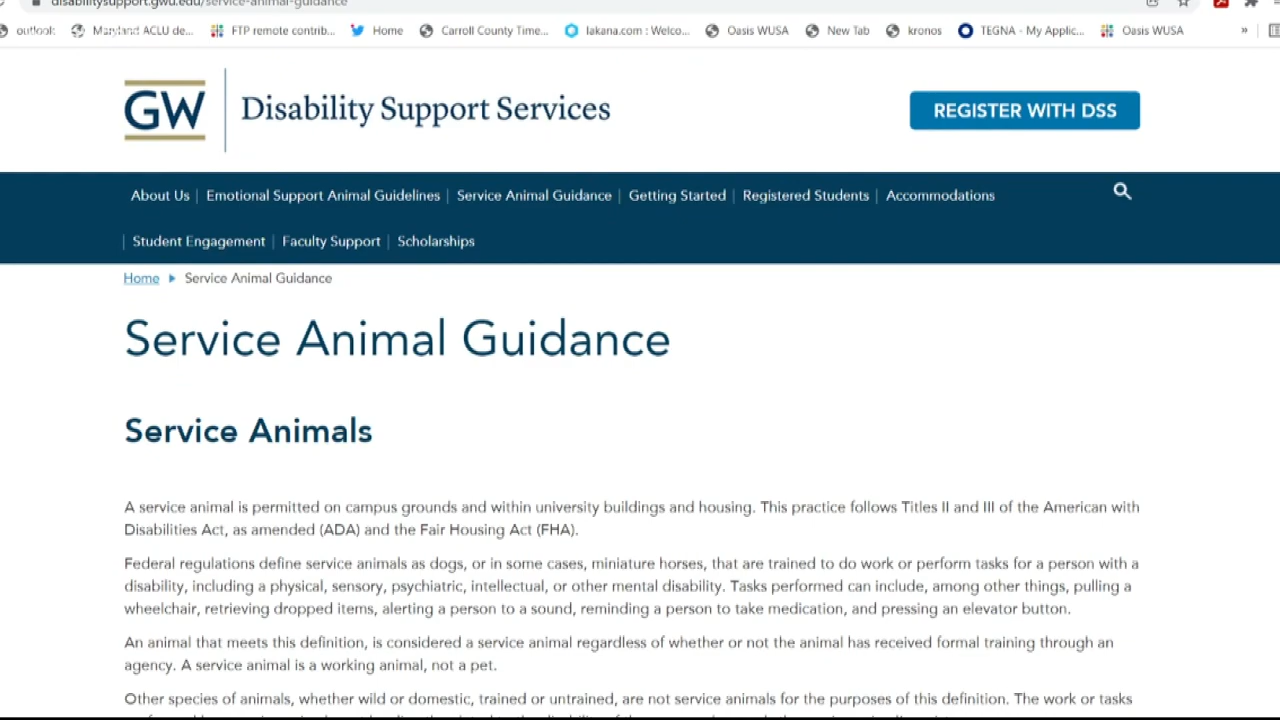 disabilitysupport.gwu.edu/service-animal-guidance
outlook Maryland ACLU de... FTP remote contrib... Home Carroll County Time... lakana.com : Welco... Oasis WUSA New Tab kronos TEGNA - My Applic... Oasis WUSA »
GW Disability Support Services REGISTER WITH DSS
About Us | Emotional Support Animal Guidelines | Service Animal Guidance | Getting Started | Registered Students | Accommodations
| Student Engagement | Faculty Support | Scholarships
Home Service Animal Guidance
Service Animal Guidance
Service Animals
A service animal is permitted on campus grounds and within university buildings and housing. This practice follows Titles II and III of the American with
Disabilities Act, as amended (ADA) and the Fair Housing Act (FHA).
Federal regulations define service animals as dogs, or in some cases, miniature horses, that are trained to do work or perform tasks for a person with a
disability, including a physical, sensory, psychiatric, intellectual, or other mental disability. Tasks performed can include, among other things, pulling a
wheelchair, retrieving dropped items, alerting a person to a sound, reminding a person to take medication, and pressing an elevator button.
An animal that meets this definition, is considered a service animal regardless of whether or not the animal has received formal training through an
agency. A service animal is a working animal, not a pet.
Other species of animals, whether wild or domestic, trained or untrained, are not service animals for the purposes of this definition. The work or tasks